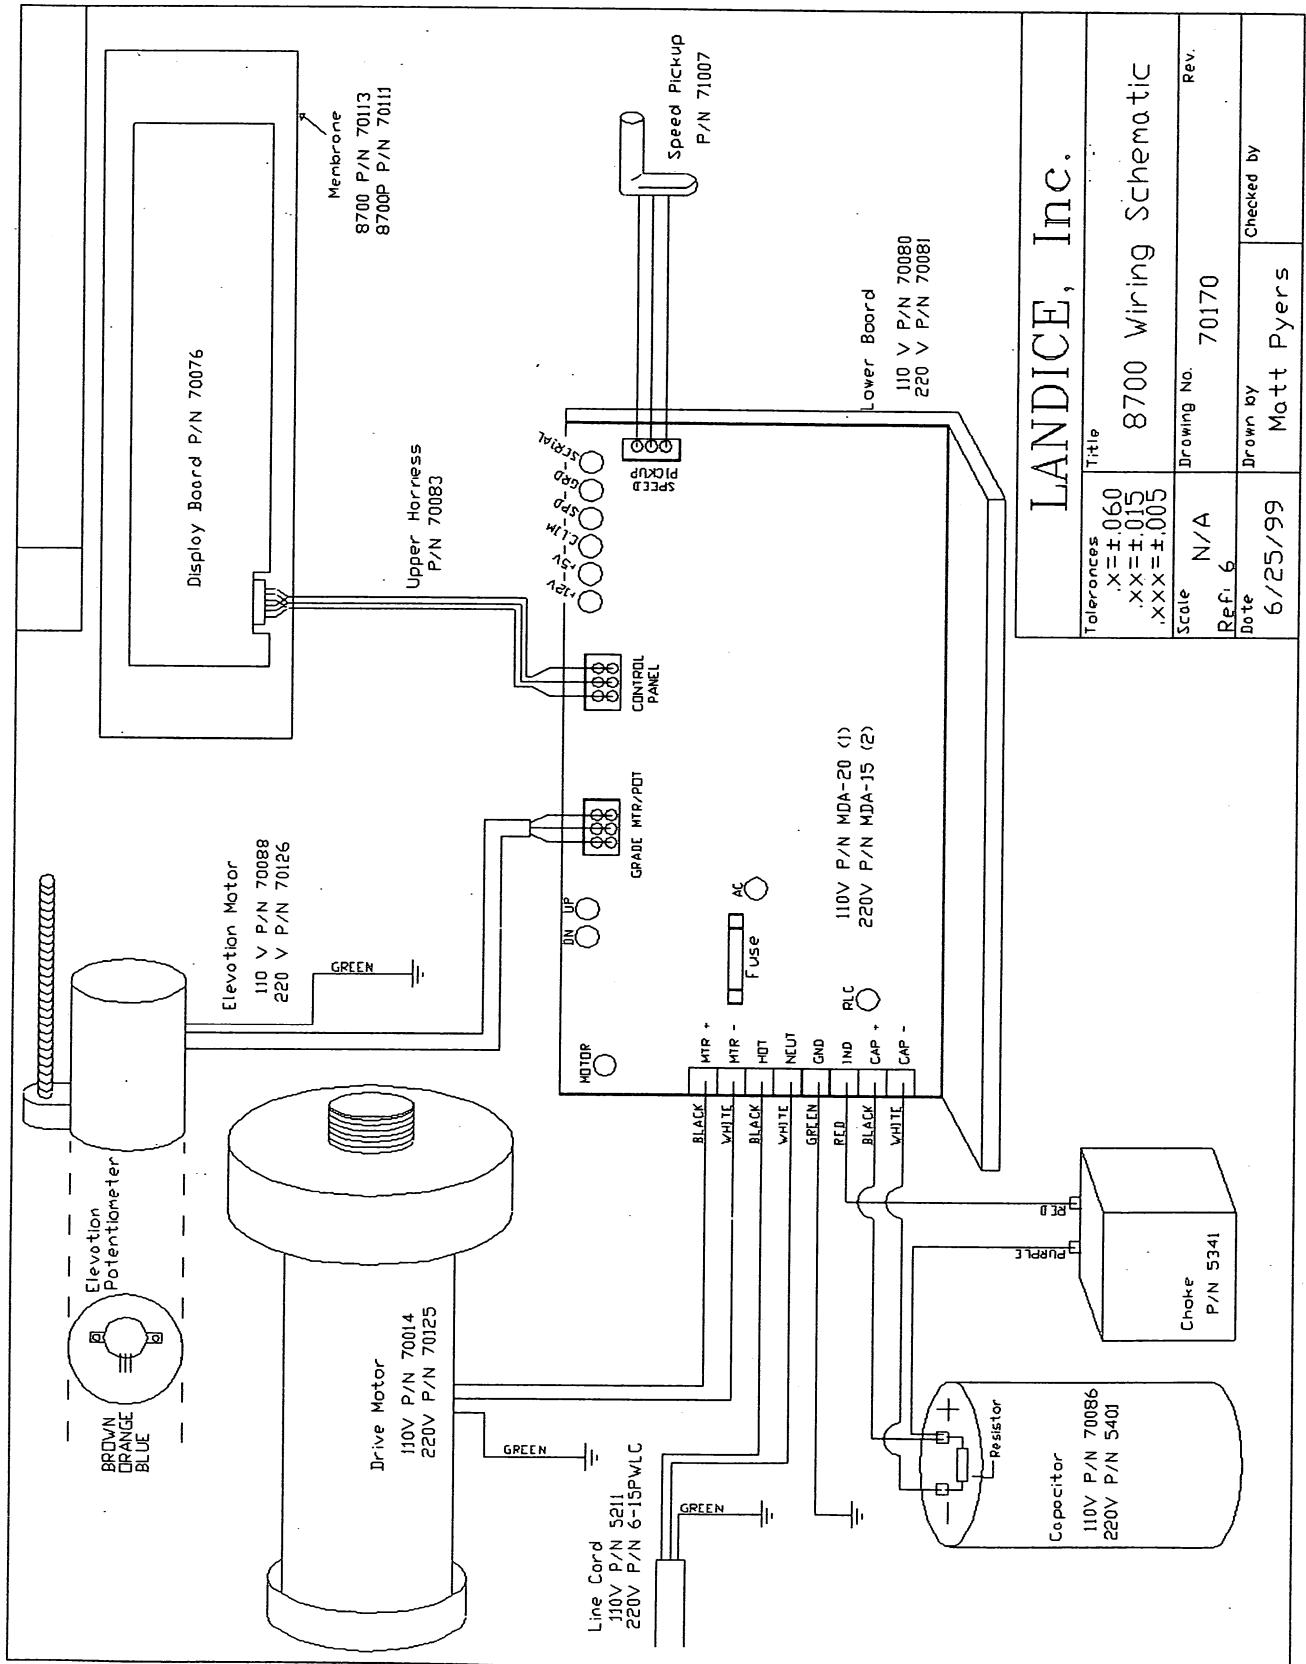 Display Board P/N 70076
Membrane
8700 P/N 70113
8700P P/N 70111
Upper Harness
P/N 70083
Speed Pickup
P/N 71007
Elevation Motor
110 V P/N 70088
220 V P/N 70126
GREEN
Elevation
Potentiometer
BROWN
ORANGE
BLUE
Drive Motor
110V P/N 70014
220V P/N 70125
GREEN
Line Cord
110V P/N 5211
220V P/N 6-15PWLC
GREEN
Lower Board
110 V P/N 70080
220 V P/N 70081
SERIAL
GRD
SPD
C.LIM
+5V
+12V
SPEED
PICKUP
CONTROL
PANEL
GRADE MTR/POT
UP
DN
MOTOR
AC
Fuse
RLC
110V P/N MDA-20 (1)
220V P/N MDA-15 (2)
MTR +
MTR -
HOT
NEUT
GND
IND
CAP +
CAP -
BLACK
WHITE
BLACK
WHITE
GREEN
RED
BLACK
WHITE
RED
PURPLE
Choke
P/N 5341
+
-
Resistor
Capacitor
110V P/N 70086
220V P/N 5401
LANDICE, Inc.
Tolerances
.X=±.060
.XX=±.015
.XXX=±.005
Title
8700 Wiring Schematic
Scale
N/A
Ref: 6
Drawing No.
70170
Rev.
Date
6/25/99
Drawn by
Matt Pyers
Checked by